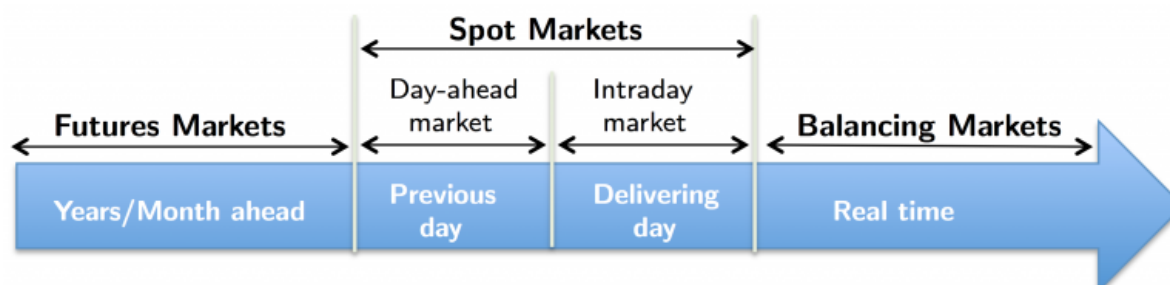 Spot Markets
Day-ahead
market
Intraday
market
Futures Markets
Balancing Markets
Years/Month ahead
Previous
day
Delivering
day
Real time